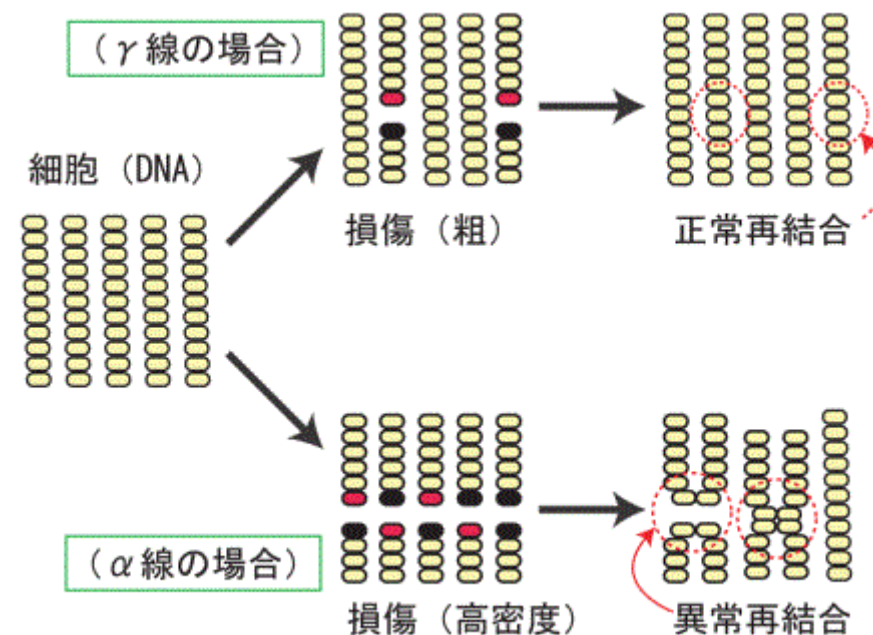 （γ線の場合）
細胞（DNA）
損傷（粗）
正常再結合
（α線の場合）
損傷（高密度）
異常再結合